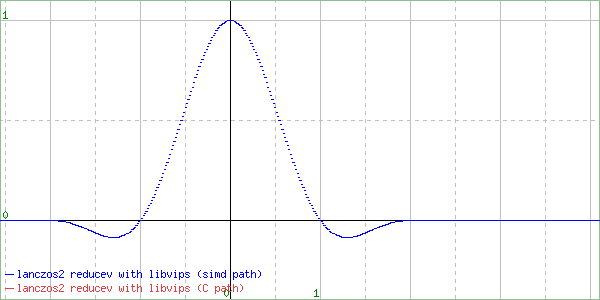 1
0
lanczos2 reducev with libvips (simd path)
lanczos2 reducev with libvips (C path)
0 1